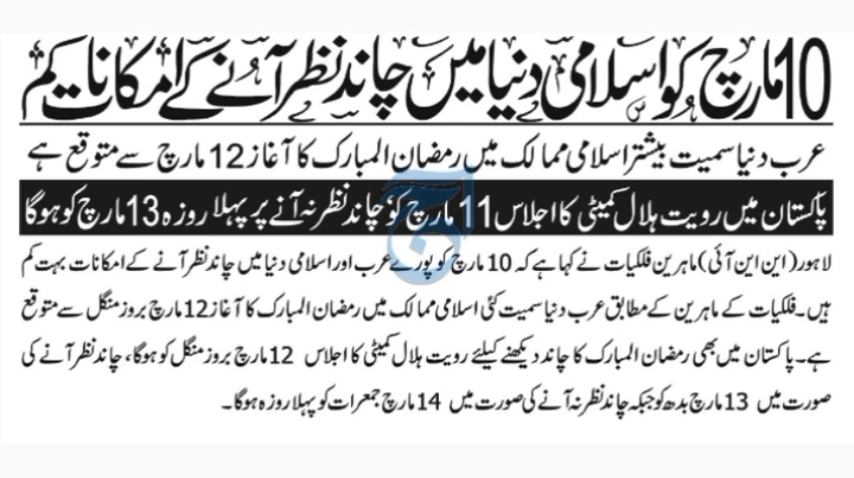 10 مارچ کو اسلامی دنیا میں چاند نظر آنے کے امکانات کم
عرب دنیا سمیت بیشتر اسلامی ممالک میں رمضان المبارک کا آغاز 12 مارچ سے متوقع ہے
پاکستان میں رویت ہلال کمیٹی کا اجلاس 11 مارچ کو، چاند نظر نہ آنے پر پہلا روزہ 13 مارچ کو ہوگا
لاہور (این این آئی) ماہرین فلکیات نے کہا ہے کہ 10 مارچ کو پورے عرب اور اسلامی دنیا میں چاند نظر آنے کے امکانات بہت کم
ہیں۔ فلکیات کے ماہرین کے مطابق عرب دنیا سمیت کئی اسلامی ممالک میں رمضان المبارک کا آغاز 12 مارچ بروز منگل سے متوقع
ہے۔ پاکستان میں بھی رمضان المبارک کا چاند دیکھنے کیلئے رویت ہلال کمیٹی کا اجلاس 12 مارچ بروز منگل کو ہوگا، چاند نظر آنے کی
صورت میں 13 مارچ بدھ کو جبکہ چاند نظر نہ آنے کی صورت میں 14 مارچ جمعرات کو پہلا روزہ ہوگا۔